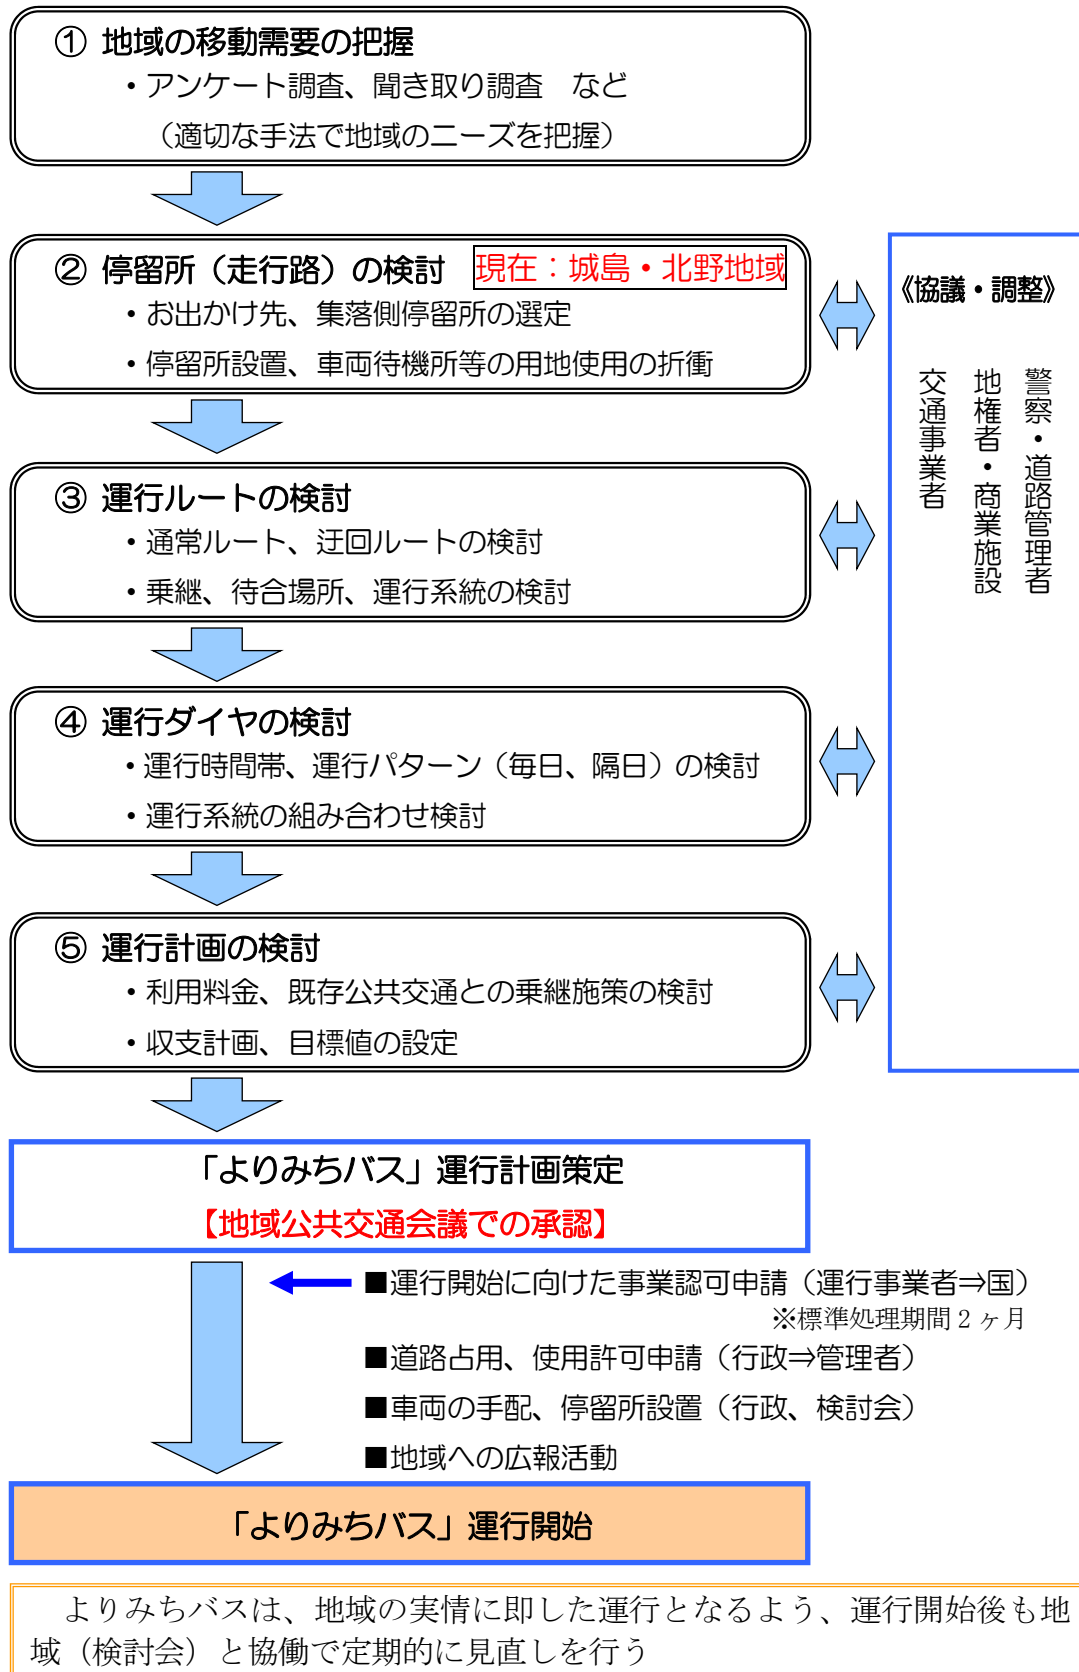 ① 地域の移動需要の把握
・アンケート調査、聞き取り調査　など
（適切な手法で地域のニーズを把握）
② 停留所（走行路）の検討　現在：城島・北野地域
・お出かけ先、集落側停留所の選定
・停留所設置、車両待機所等の用地使用の折衝
《協議・調整》
警察・道路管理者
地権者・商業施設
交通事業者
③ 運行ルートの検討
・通常ルート、迂回ルートの検討
・乗継、待合場所、運行系統の検討
④ 運行ダイヤの検討
・運行時間帯、運行パターン（毎日、隔日）の検討
・運行系統の組み合わせ検討
⑤ 運行計画の検討
・利用料金、既存公共交通との乗継施策の検討
・収支計画、目標値の設定
「よりみちバス」運行計画策定
【地域公共交通会議での承認】
■運行開始に向けた事業認可申請（運行事業者⇒国）
※標準処理期間２ヶ月
■道路占用、使用許可申請（行政⇒管理者）
■車両の手配、停留所設置（行政、検討会）
■地域への広報活動
「よりみちバス」運行開始
よりみちバスは、地域の実情に即した運行となるよう、運行開始後も地
域（検討会）と協働で定期的に見直しを行う